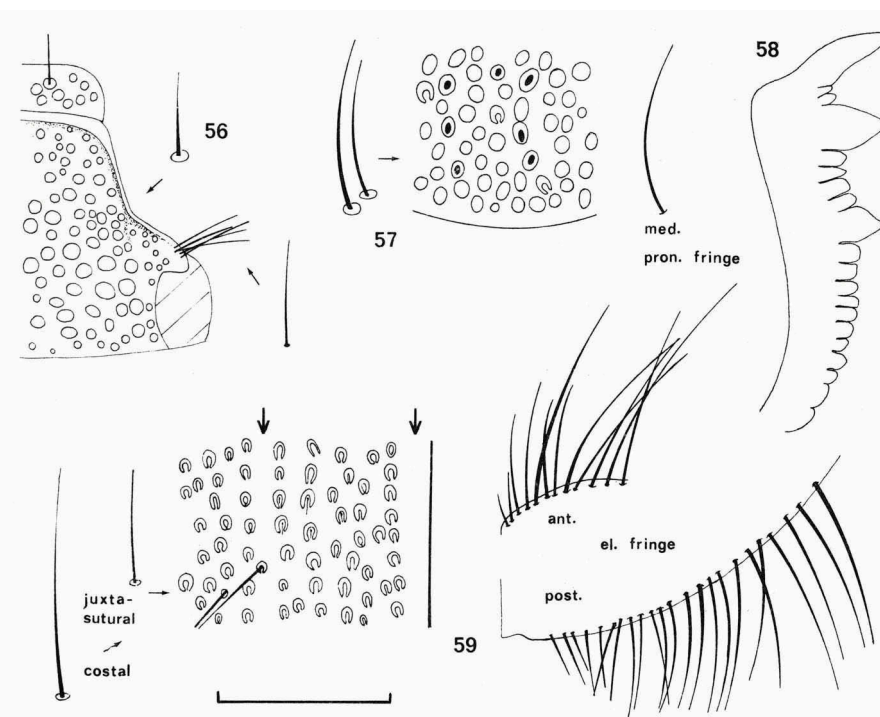 56
57
58
med.
pron. fringe
ant.
el. fringe
post.
juxta-
sutural
costal
59